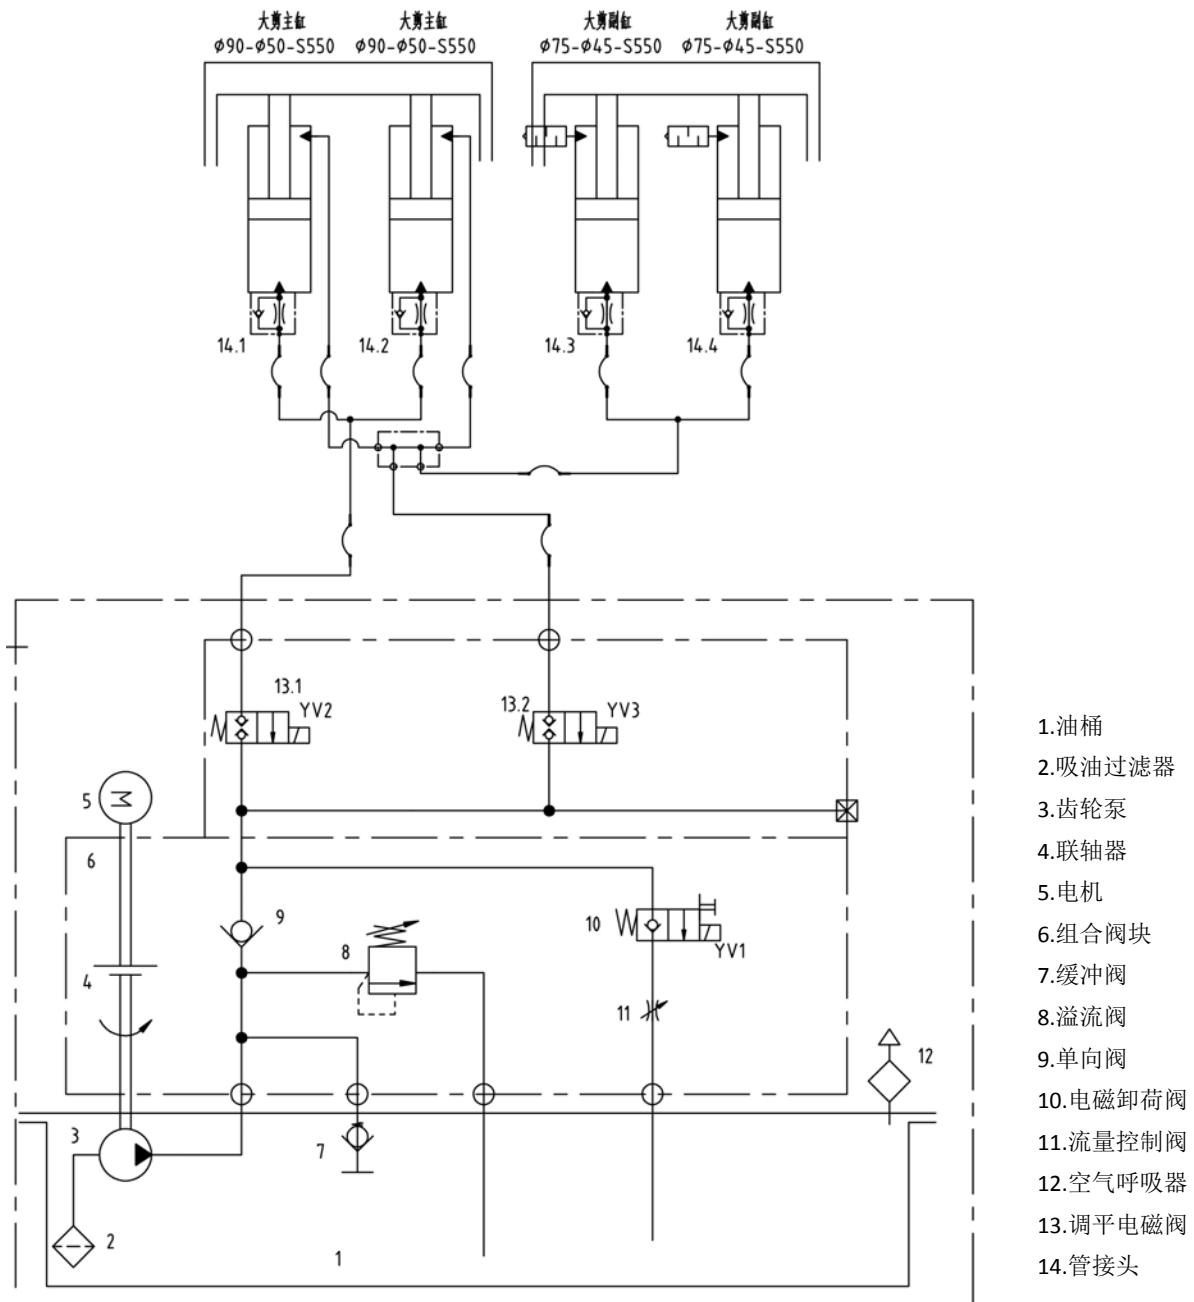 大剪主缸
Φ90-Φ50-S550
大剪主缸
Φ90-Φ50-S550
大剪副缸
Φ75-Φ45-S550
大剪副缸
Φ75-Φ45-S550
14.1
14.2
14.3
14.4
13.1
YV2
13.2
YV3
5
M
6
4
9
8
10
YV1
11
12
3
7
2
1
1.油桶
2.吸油过滤器
3.齿轮泵
4.联轴器
5.电机
6.组合阀块
7.缓冲阀
8.溢流阀
9.单向阀
10.电磁卸荷阀
11.流量控制阀
12.空气呼吸器
13.调平电磁阀
14.管接头